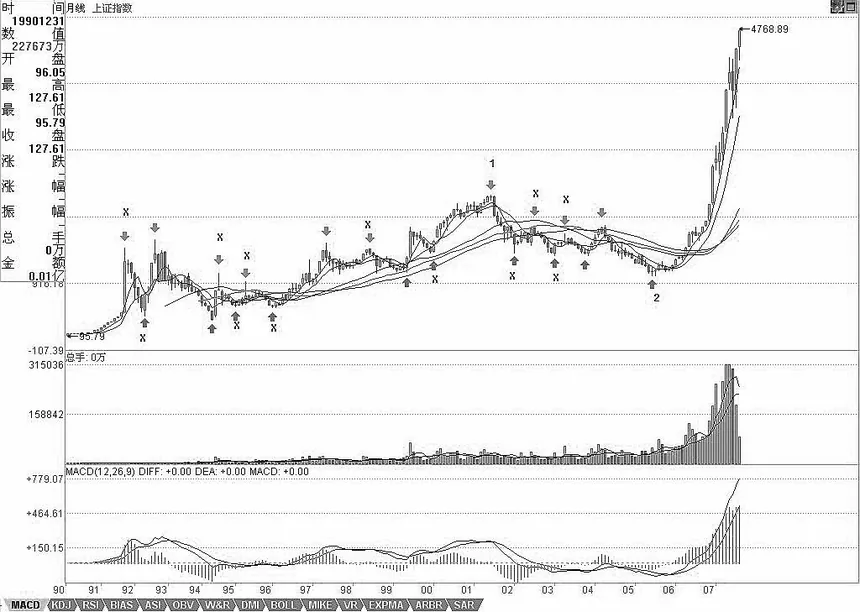 时 间 月线 上证指数
19901231
数 值
227673万
开 盘
96.05
最 高
127.61
最 低
95.79
收 盘
127.61
涨 跌
涨 幅
振 幅
总 手
0万
金 额
0.01亿
4768.89
1
X X X X X X
X X X X X X
2
916.18
95.79
-107.39
总手: 0万
315036
158842
MACD(12,26,9) DIFF: +0.00 DEA: +0.00 MACD: +0.00
+779.07
+464.61
+150.15
90 91 92 93 94 95 96 97 98 99 00 01 02 03 04 05 06 07
MACD KDJ RSI BIAS ASI OBV W&R DMI BOLL MIKE VR EXPMA ARBR SAR